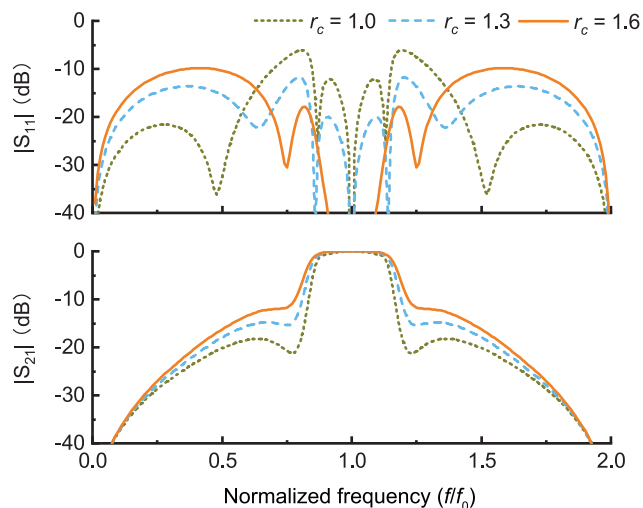 r_c = 1.0 r_c = 1.3 r_c = 1.6
|S₁₁| (dB)
0
-10
-20
-30
-40
|S₂₁| (dB)
0
-10
-20
-30
-40
0.0 0.5 1.0 1.5 2.0
Normalized frequency (f/f₀)